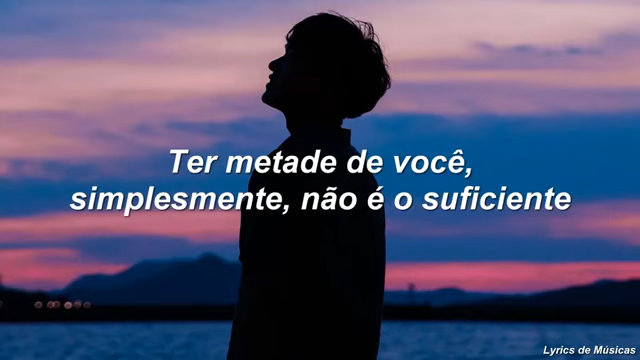 Ter metade de você,
simplesmente, não é o suficiente
Lyrics de Músicas